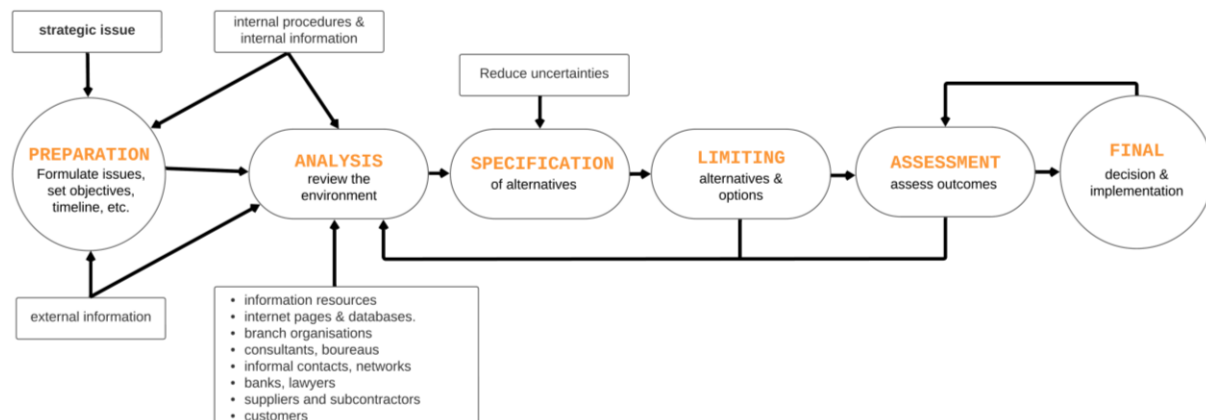 strategic issue
internal procedures &
internal information
Reduce uncertainties
PREPARATION
Formulate issues,
set objectives,
timeline, etc.
ANALYSIS
review the
environment
SPECIFICATION
of alternatives
LIMITING
alternatives &
options
ASSESSMENT
assess outcomes
FINAL
decision &
implementation
external information
• information resources
• internet pages & databases.
• branch organisations
• consultants, boureaus
• informal contacts, networks
• banks, lawyers
• suppliers and subcontractors
• customers